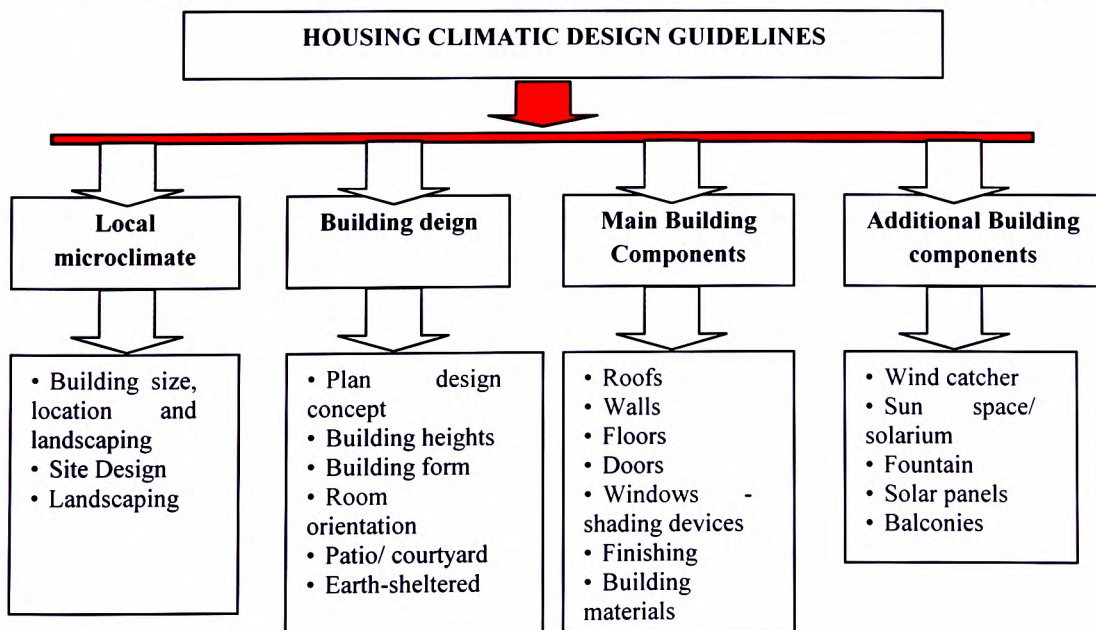 HOUSING CLIMATIC DESIGN GUIDELINES
Local
microclimate
Building deign
Main Building
Components
Additional Building
components
• Building size,
location and
landscaping
• Site Design
• Landscaping
• Plan design
concept
• Building heights
• Building form
• Room
orientation
• Patio/ courtyard
• Earth-sheltered
• Roofs
• Walls
• Floors
• Doors
• Windows -
shading devices
• Finishing
• Building
materials
• Wind catcher
• Sun space/
solarium
• Fountain
• Solar panels
• Balconies